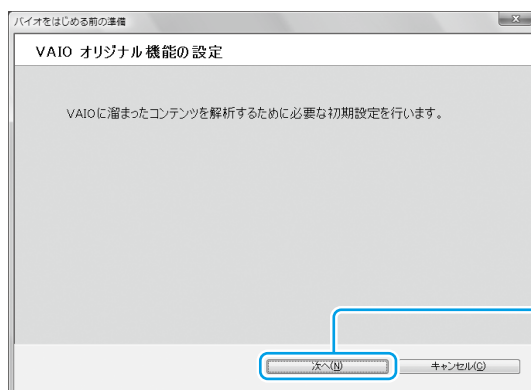 バイオをはじめる前の準備
VAIO オリジナル機能の設定
VAIOに溜まったコンテンツを解析するために必要な初期設定を行います。
次へ(N)
キャンセル(C)